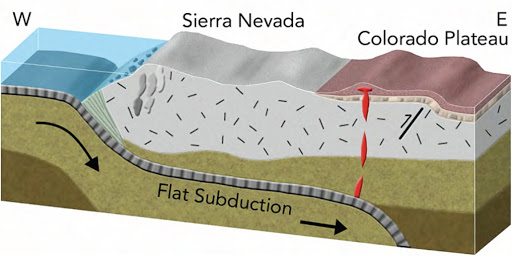 W
Sierra Nevada
E
Colorado Plateau
Flat Subduction